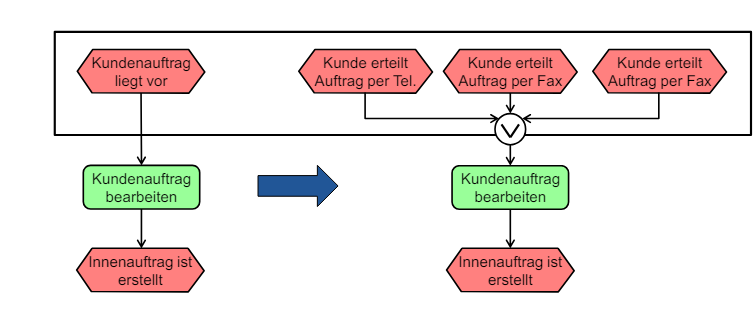 Kundenauftrag
liegt vor
Kunde erteilt
Auftrag per Tel.
Kunde erteilt
Auftrag per Fax
Kunde erteilt
Auftrag per Fax
Kundenauftrag
bearbeiten
Kundenauftrag
bearbeiten
Innenauftrag ist
erstellt
Innenauftrag ist
erstellt